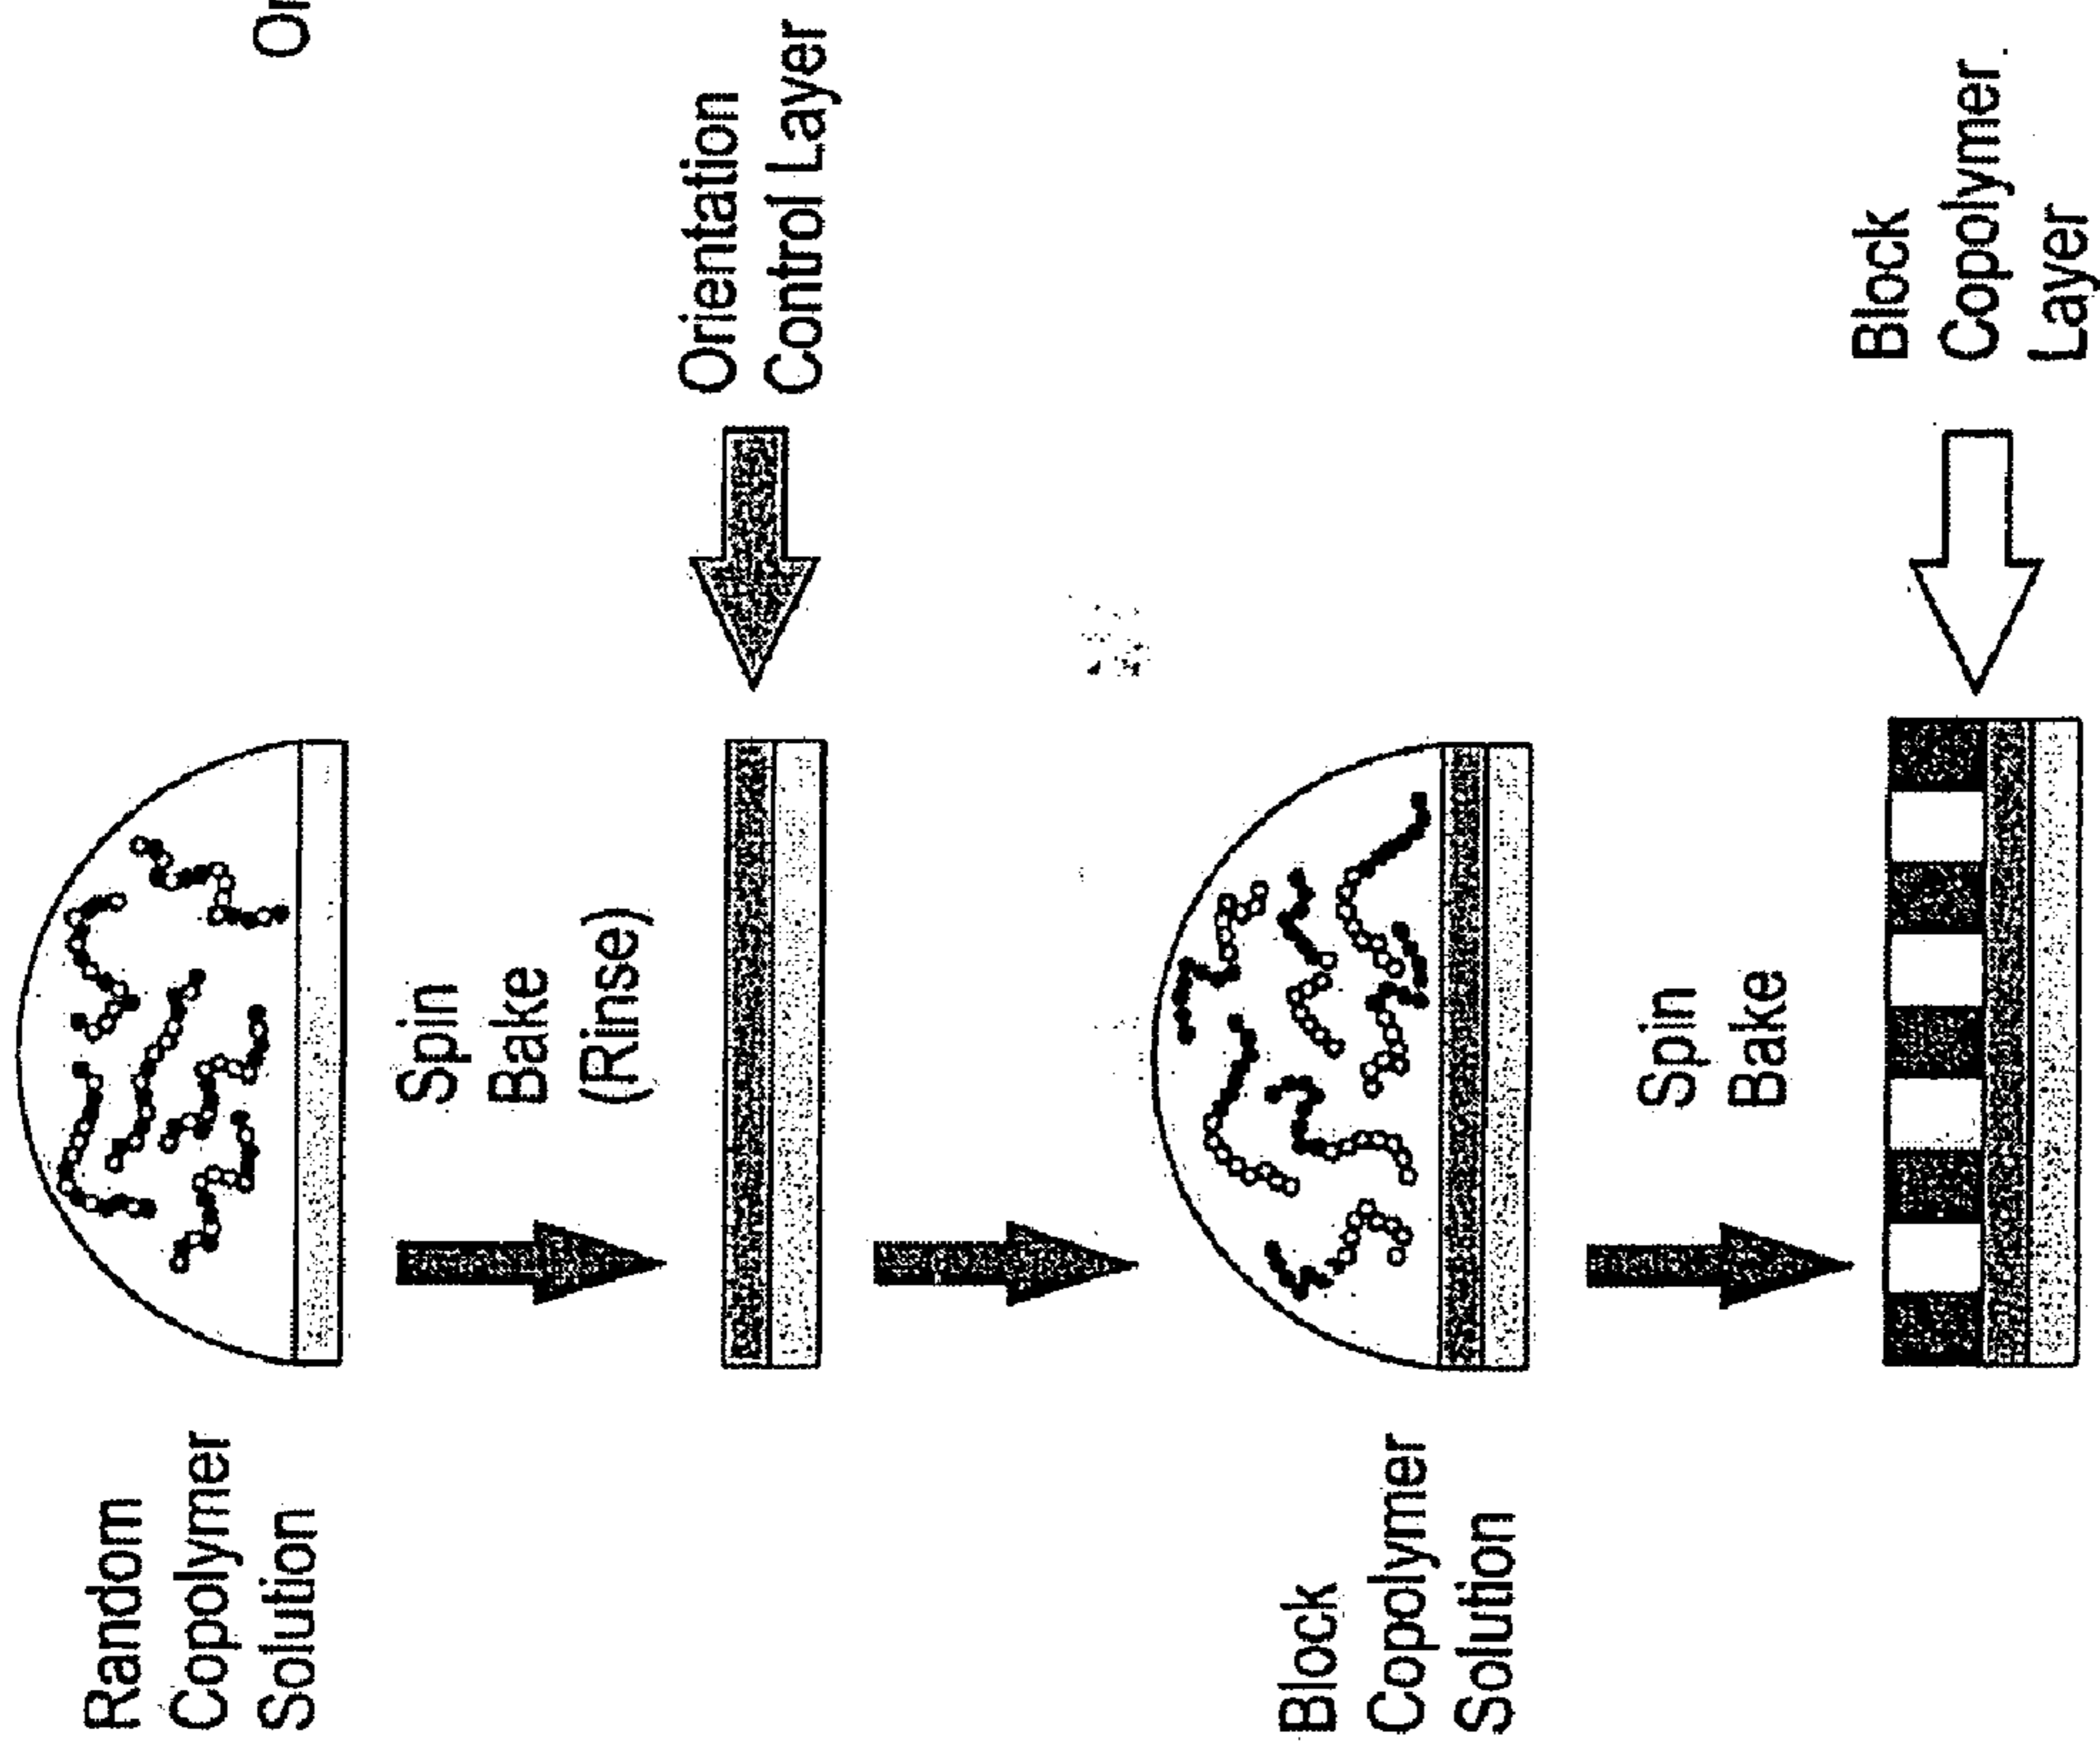 Random
Copolymer
Solution
Spin
Bake
(Rinse)
Orientation
Control Layer
Block
Copolymer
Solution
Spin
Bake
Block
Copolymer
Layer